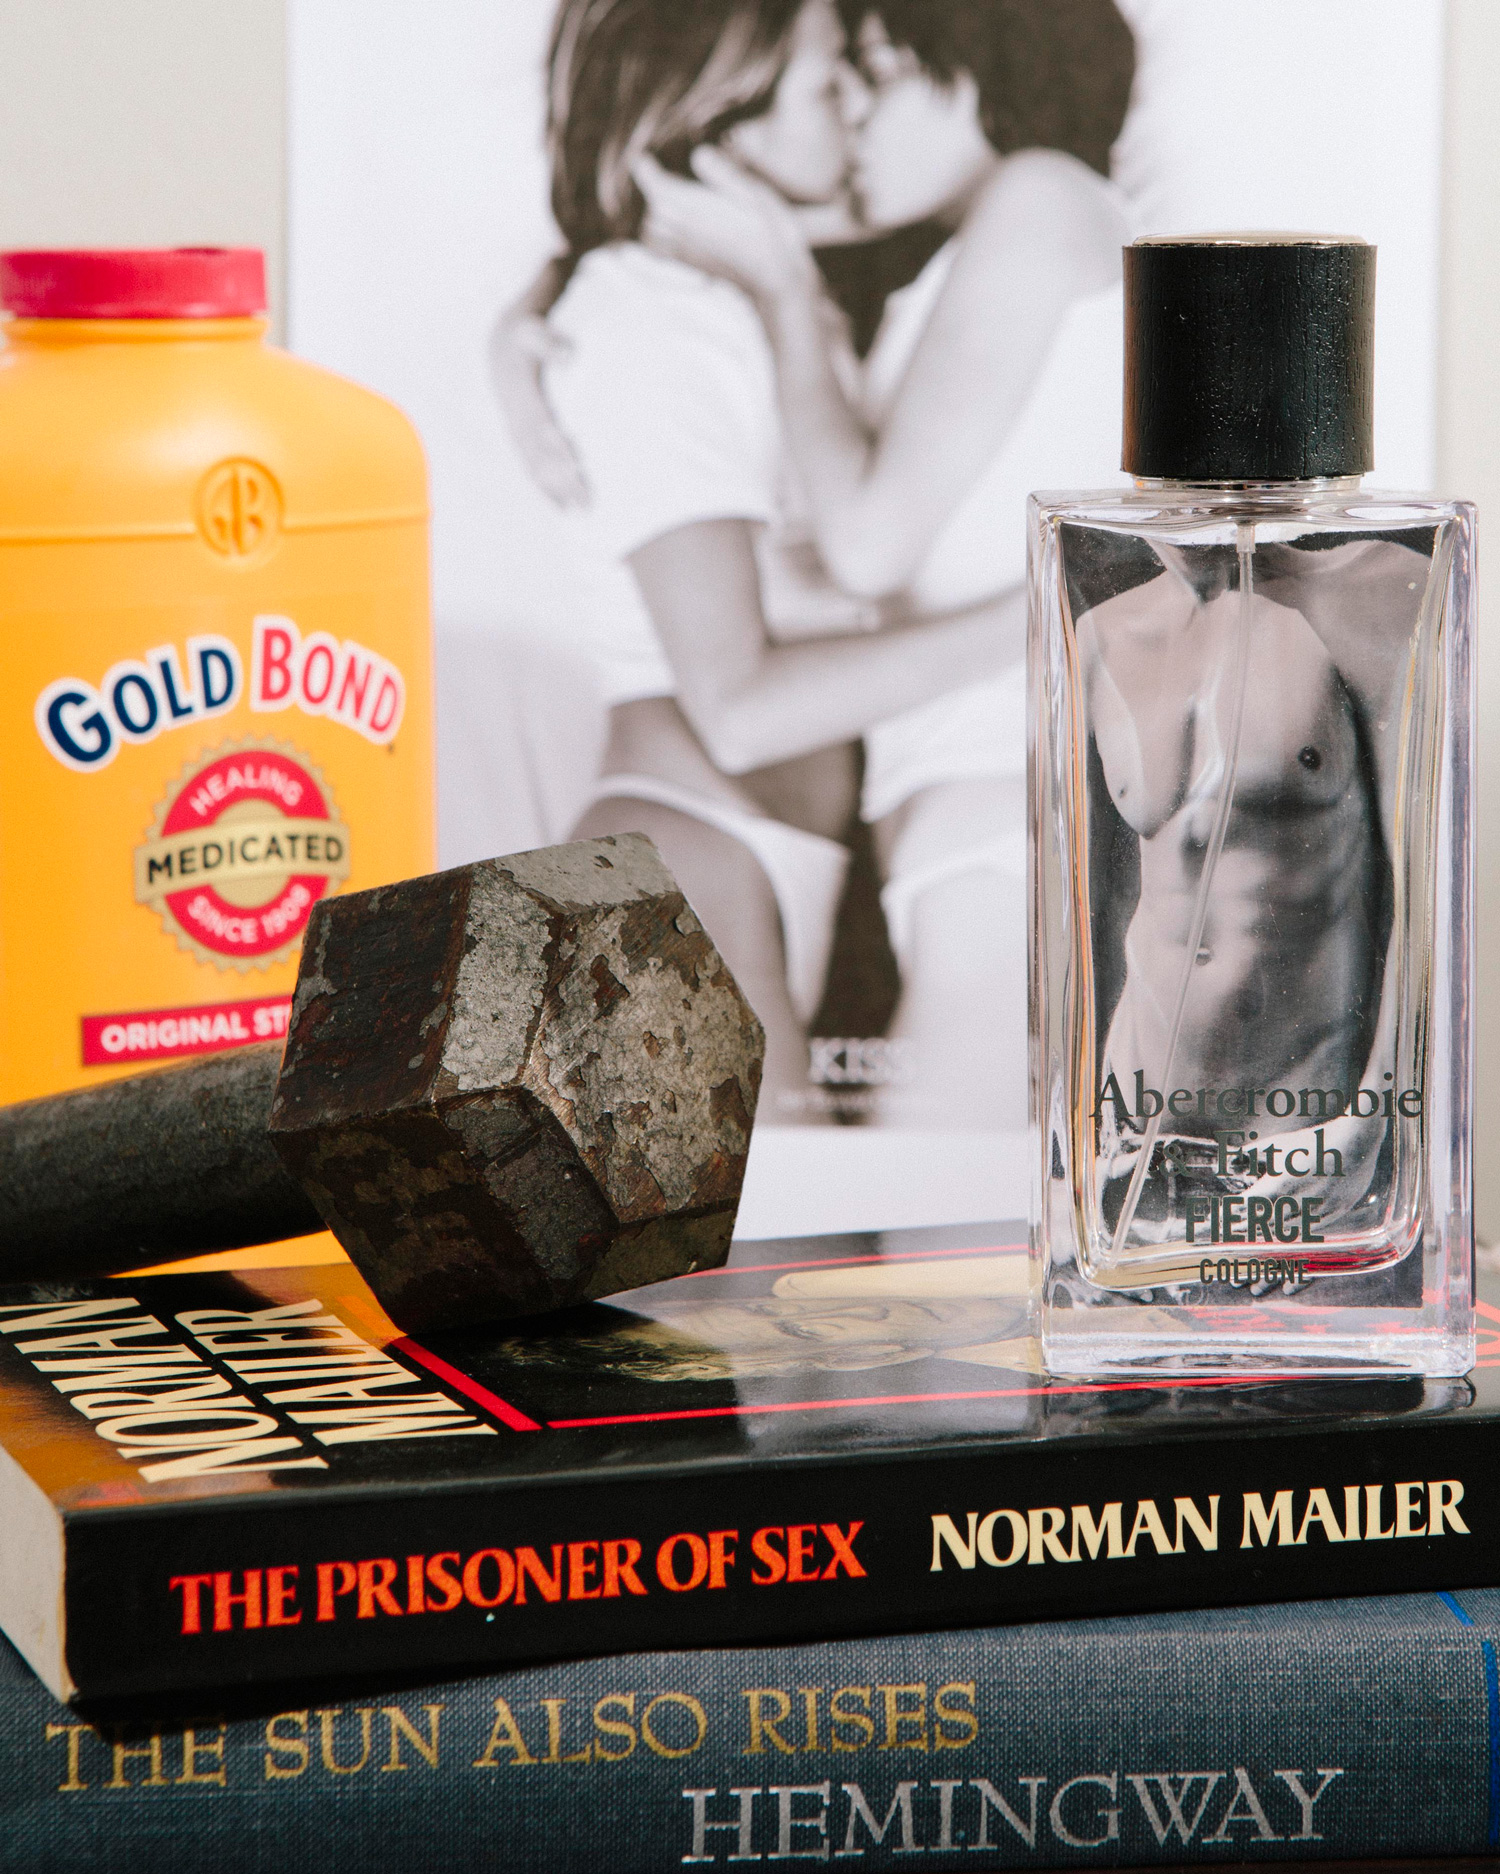 GOLD BOND
HEALING
MEDICATED
SINCE 1908
ORIGINAL ST
KISS
Abercrombie
& Fitch
FIERCE
COLOGNE
NORMAN
MAILER
THE PRISONER OF SEX NORMAN MAILER
THE SUN ALSO RISES
HEMINGWAY